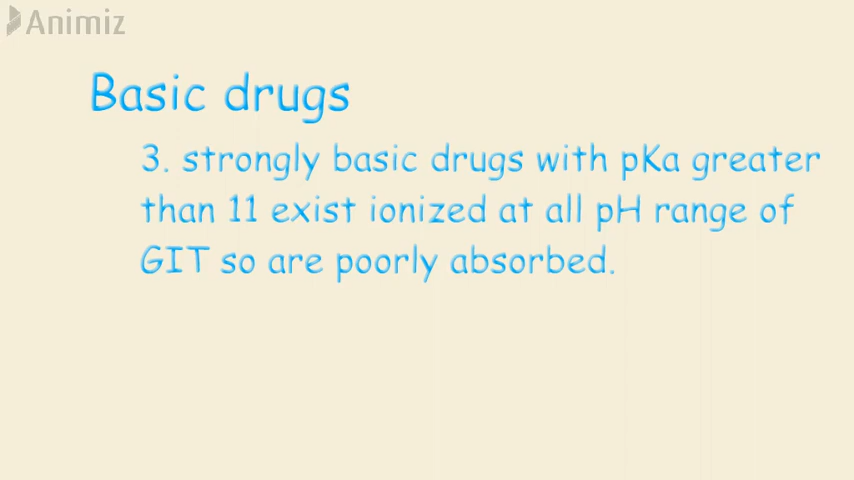 Animiz
Basic drugs
3. strongly basic drugs with pKa greater
than 11 exist ionized at all pH range of
GIT so are poorly absorbed.